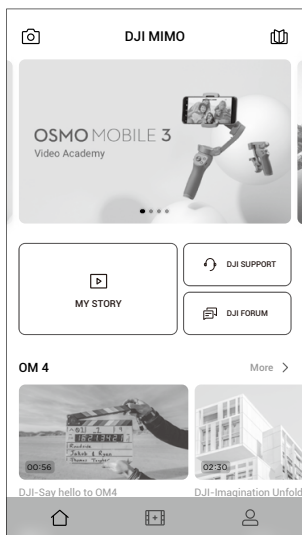 DJI MIMO
OSMO MOBILE 3
Video Academy
MY STORY
DJI SUPPORT
DJI FORUM
OM 4
More
00:56
02:30
DJI-Say hello to OM4
DJI-Imagination Unfold